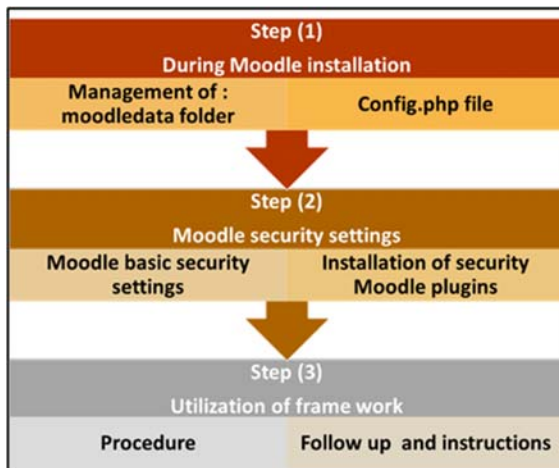 Step (1)
During Moodle installation
Management of :
moodledata folder
Config.php file
Step (2)
Moodle security settings
Moodle basic security
settings
Installation of security
Moodle plugins
Step (3)
Utilization of frame work
Procedure
Follow up and instructions